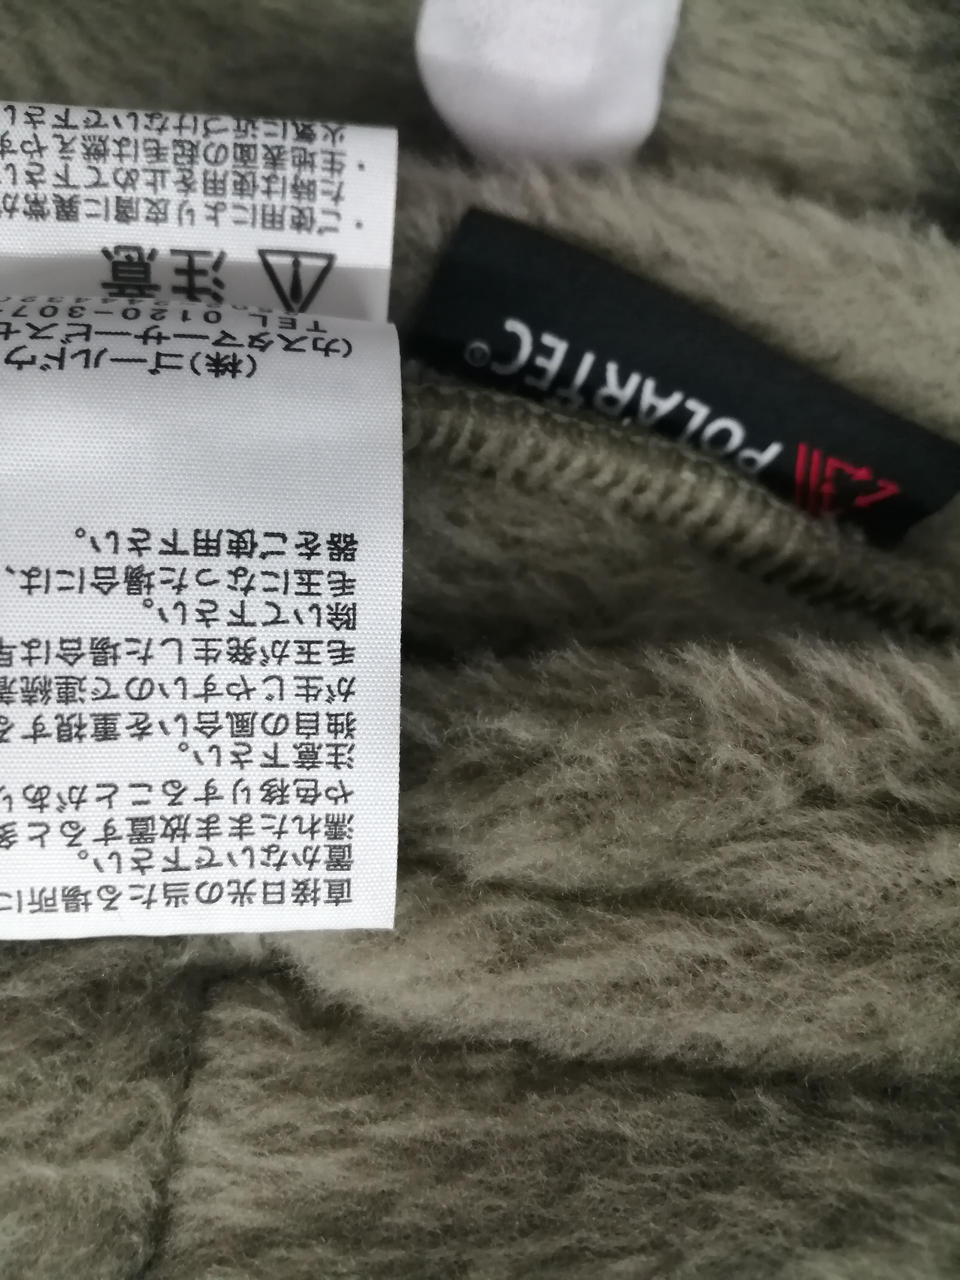 直接日光の当たる場所に
置かないで下さい。
濡れたまま放置すると多
や色移りすることがあり
注意下さい。
独自の風合いを重視する
が生じやすいので連続着
毛玉が発生した場合は早
除いて下さい。
毛玉になった場合には、
器をご使用下さい。
POLARTEC®
(株)ゴールドウ
(カスタマーサービスセ
TEL 0120-307
注意
・ご使用により皮膚に異常が
た時は使用を止めて下さい
・生地表面の起毛は燃えやす
火気に近づけないで下さい